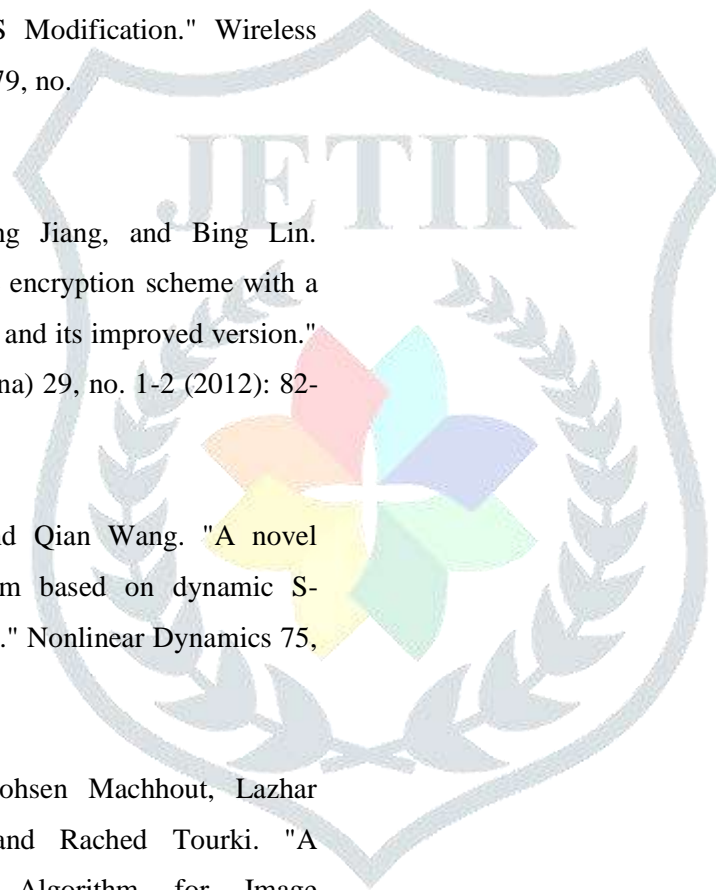 S Modification." Wireless
79, no.
JETIR
ng Jiang, and Bing Lin.
encryption scheme with a
and its improved version."
na) 29, no. 1-2 (2012): 82-
nd Qian Wang. "A novel
m based on dynamic S-
." Nonlinear Dynamics 75,
ohsen Machhout, Lazhar
and Rached Tourki. "A
Algorithm for Image